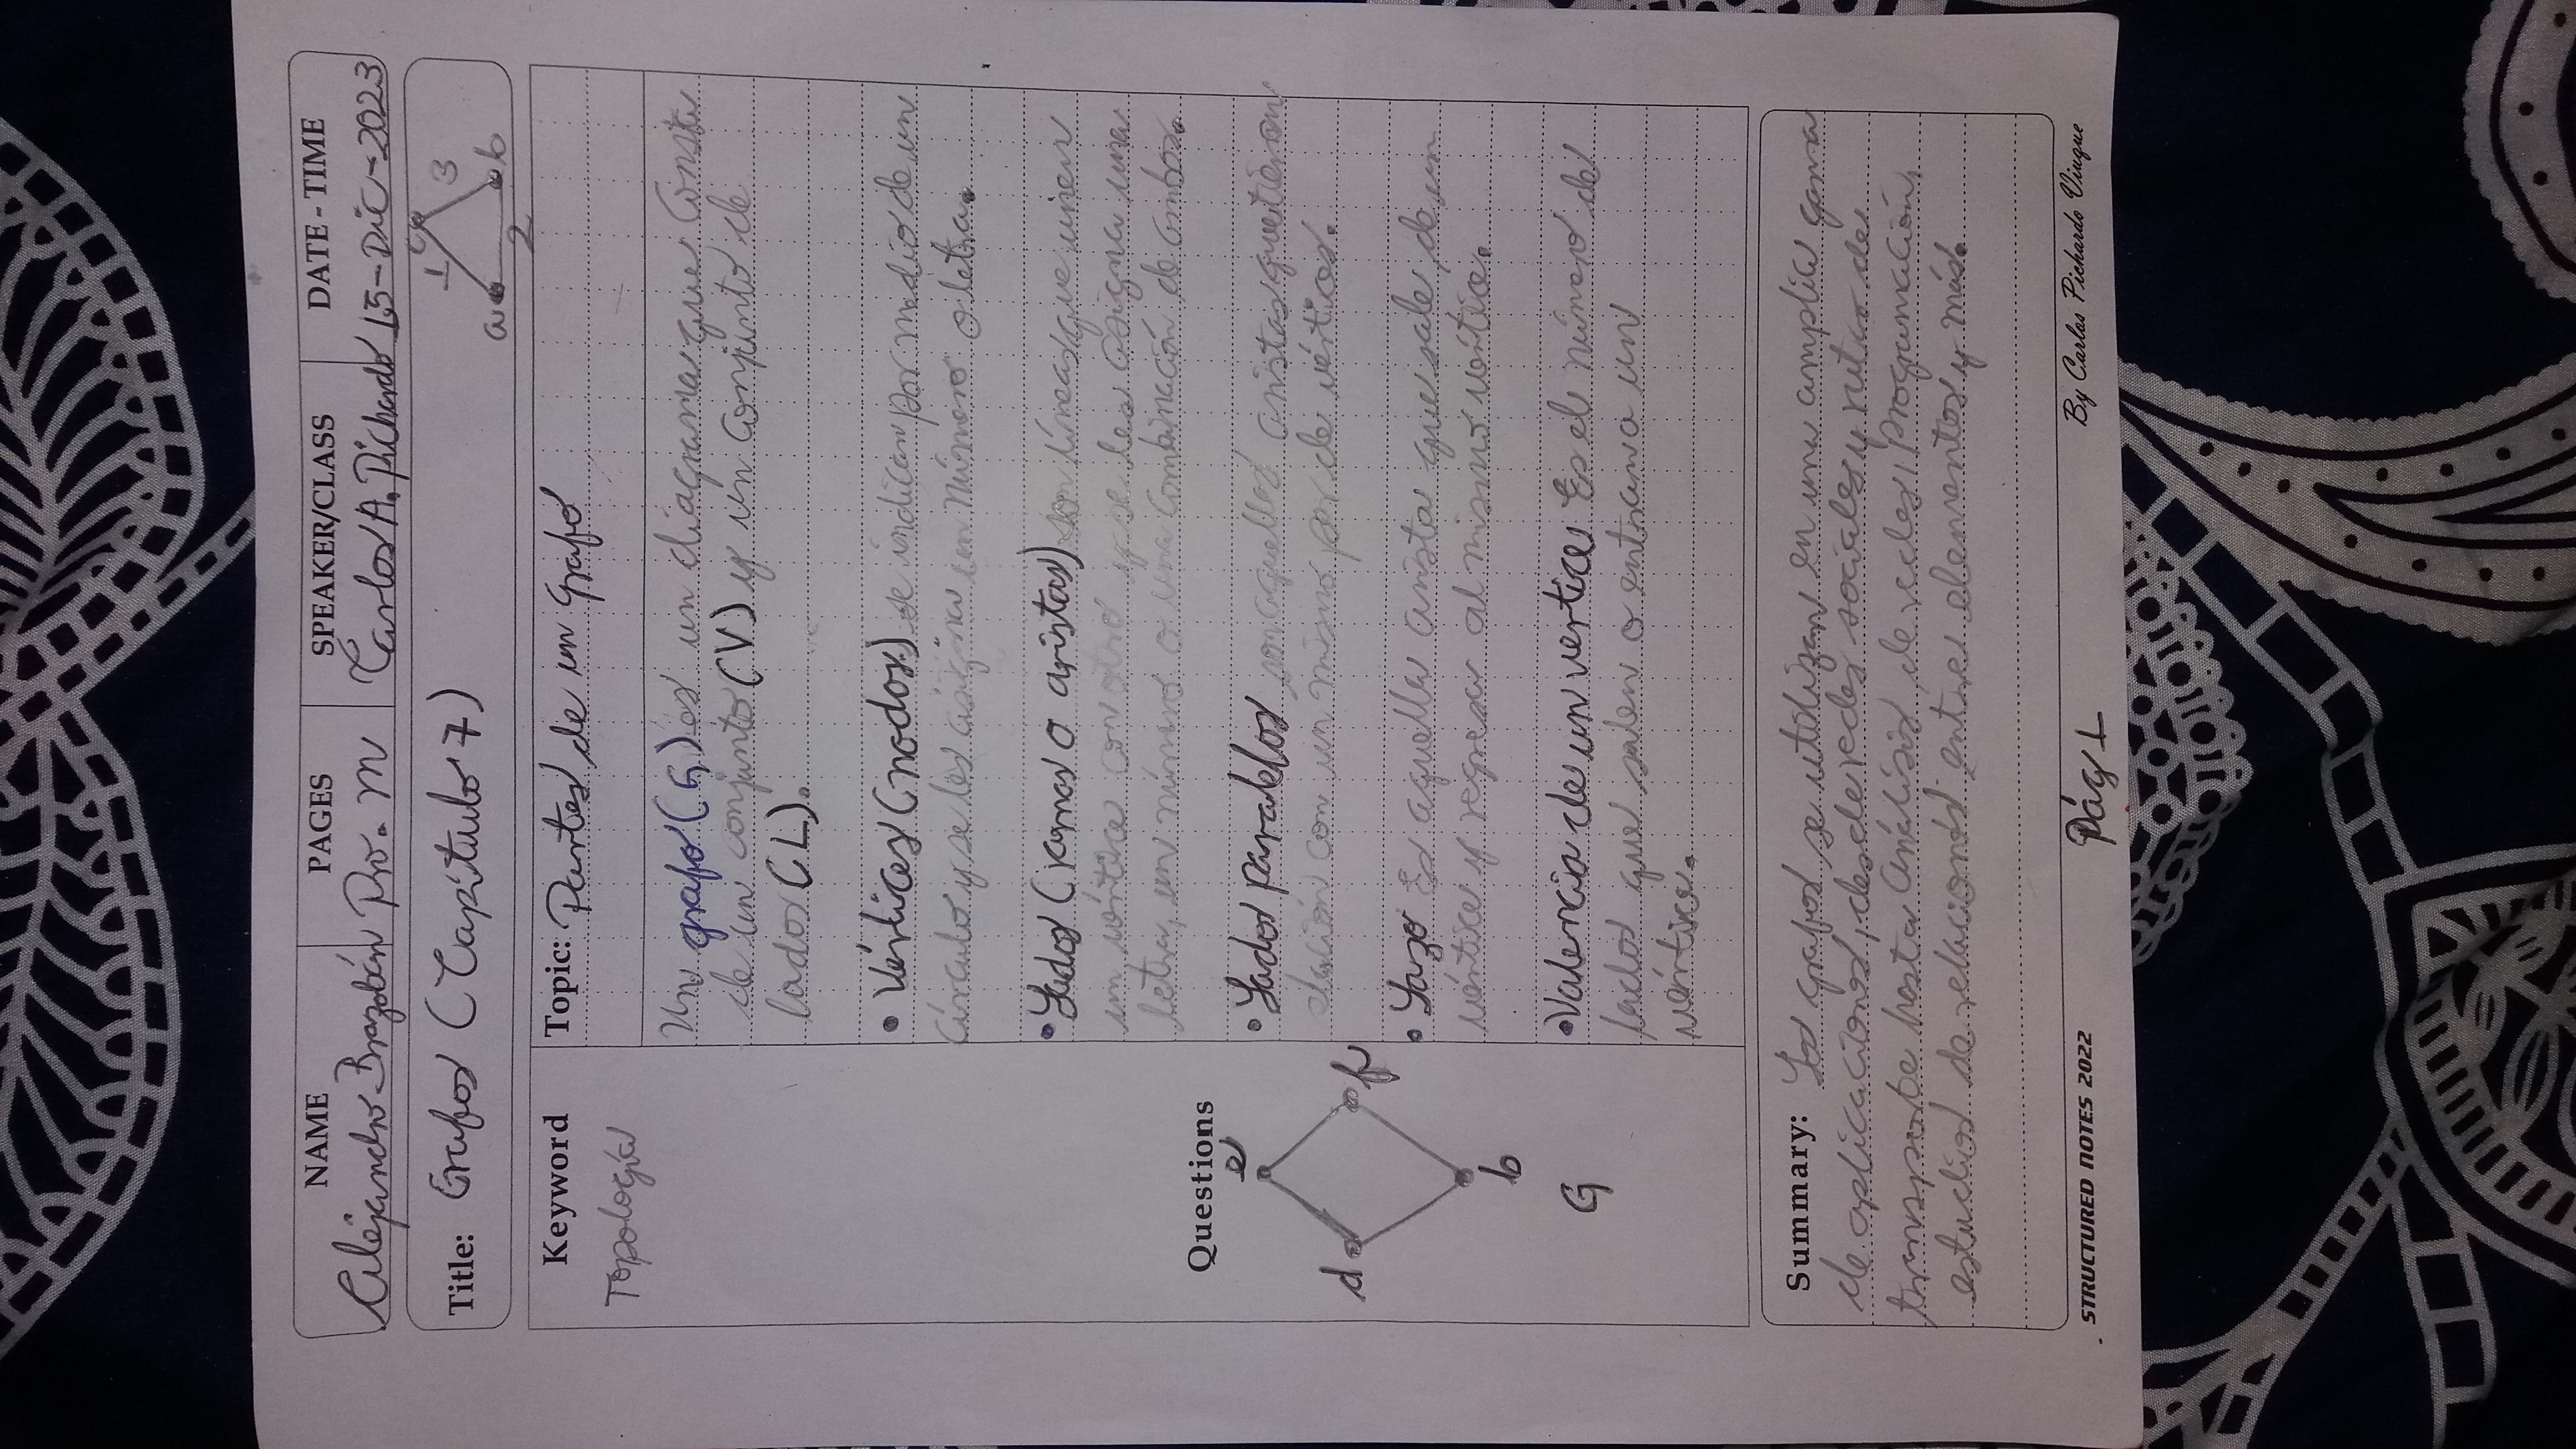 NAME PAGES SPEAKER/CLASS DATE - TIME
Alejandro Brazobán Pro. M Carlos A. Pichardo 15-DIC-2023
Title: Grafos (Capítulo 7)
c
1 3
a b
2
Keyword
Topología
Topic: Partes de un grafo
Un grafo (G) es un diagrama que consta
de un conjunto (V) y un conjunto de
lados (L).
• Vértices (nodos) se indican por medio de un
círculo y se les asigna un número o letra.
• Lados (ramas o aristas) son líneas que unen
un vértice con otro y se les asigna una
letra, un número o una combinación de ambos.
Questions
e
d f
b
G
• Lados paralelos son aquellas aristas que tienen
relación con un mismo par de vértices.
• Lazo Es aquella arista que sale de un
vértice y regresa al mismo vértice.
• Valencia de un vertice Es el número de
lados que salen o entran a un
vértice.
Summary: Los grafos se utilizan en una amplia gama
de aplicaciones, desde redes sociales y rutas de
transporte hasta análisis de redes, programación,
estudios de relaciones entre elementos y más.
STRUCTURED NOTES 2022 Pág 1 By Carlos Pichardo Viuque